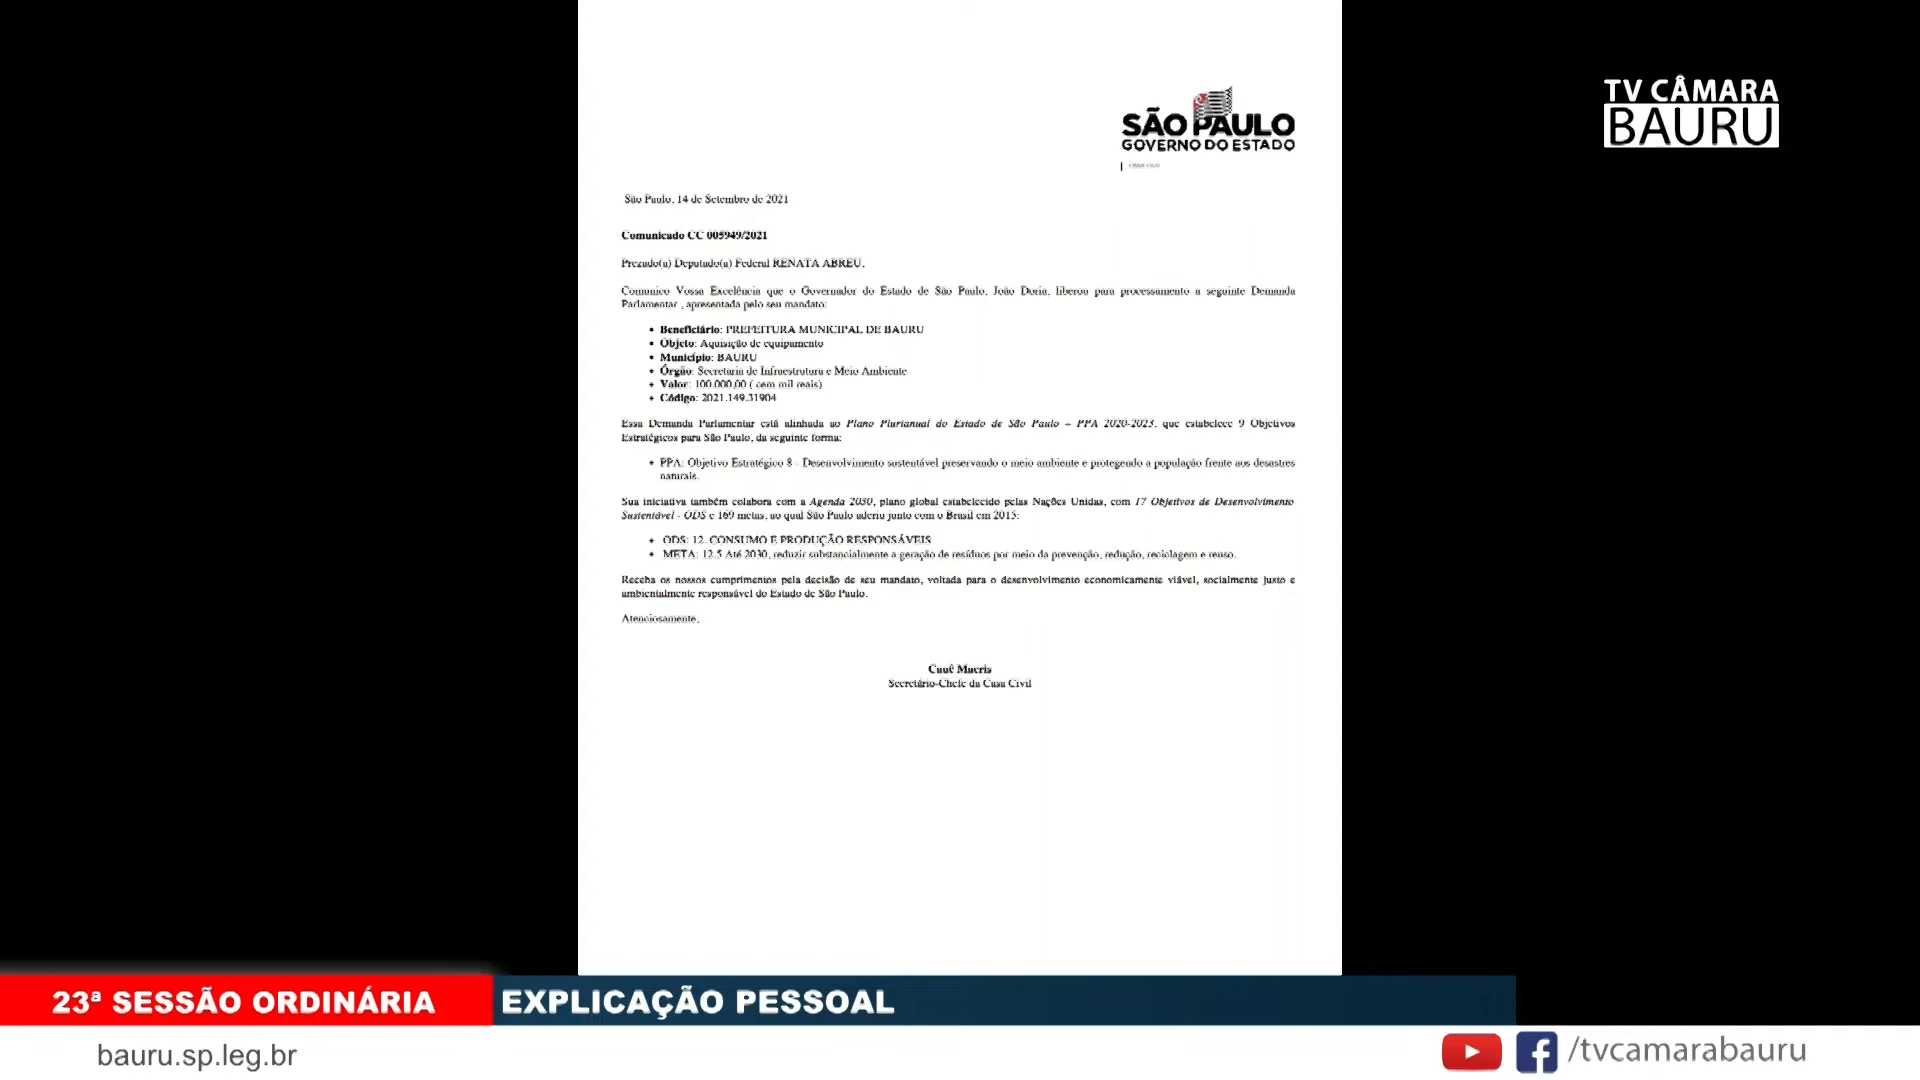 TV CÂMARA
BAURU
SÃO PAULO
GOVERNO DO ESTADO
São Paulo, 14 de Setembro de 2021
Comunicado CC 005949/2021
Prezado(a) Deputado(a) Federal RENATA ABREU,
Comunico Vossa Excelência que o Governador do Estado de São Paulo, João Doria, liberou para processamento a seguinte Demanda
Parlamentar , apresentada pelo seu mandato:
• Beneficiário: PREFEITURA MUNICIPAL DE BAURU
• Objeto: Aquisição de equipamento
• Município: BAURU
• Órgão: Secretaria de Infraestrutura e Meio Ambiente
• Valor: 100.000,00 ( cem mil reais)
• Código: 2021.149.31904
Essa Demanda Parlamentar está alinhada ao Plano Plurianual do Estado de São Paulo – PPA 2020-2023, que estabelece 9 Objetivos
Estratégicos para São Paulo, da seguinte forma:
• PPA: Objetivo Estratégico 8 - Desenvolvimento sustentável preservando o meio ambiente e protegendo a população frente aos desastres
naturais.
Sua iniciativa também colabora com a Agenda 2030, plano global estabelecido pelas Nações Unidas, com 17 Objetivos de Desenvolvimento
Sustentável - ODS e 169 metas, ao qual São Paulo aderiu junto com o Brasil em 2015:
• ODS: 12. CONSUMO E PRODUÇÃO RESPONSÁVEIS
• META: 12.5 Até 2030, reduzir substancialmente a geração de resíduos por meio da prevenção, redução, reciclagem e reuso.
Receba os nossos cumprimentos pela decisão de seu mandato, voltada para o desenvolvimento economicamente viável, socialmente justo e
ambientalmente responsável do Estado de São Paulo.
Atenciosamente,
Cauê Macris
Secretário-Chefe da Casa Civil
23ª SESSÃO ORDINÁRIA
EXPLICAÇÃO PESSOAL
bauru.sp.leg.br
/tvcamarabauru